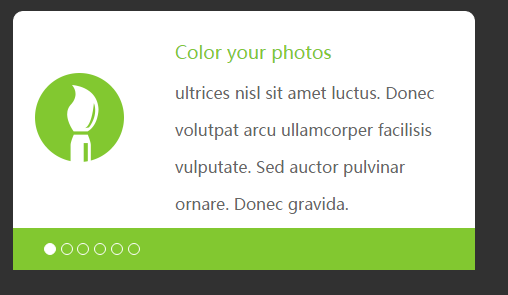 Color your photos
ultrices nisl sit amet luctus. Donec
volutpat arcu ullamcorper facilisis
vulputate. Sed auctor pulvinar
ornare. Donec gravida.